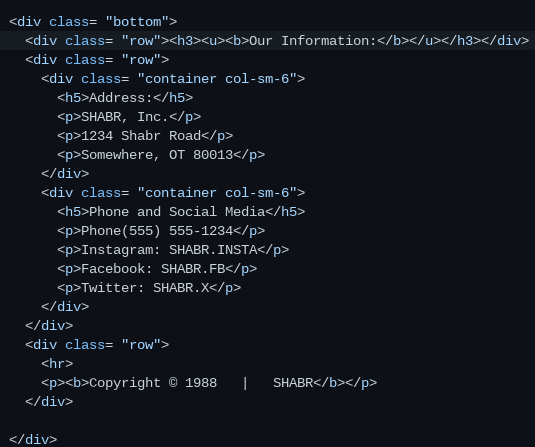 <div class= "bottom">
  <div class= "row"><h3><u><b>Our Information:</b></u></h3></div>
  <div class= "row">
    <div class= "container col-sm-6">
      <h5>Address:</h5>
      <p>SHABR, Inc.</p>
      <p>1234 Shabr Road</p>
      <p>Somewhere, OT 80013</p>
    </div>
    <div class= "container col-sm-6">
      <h5>Phone and Social Media</h5>
      <p>Phone(555) 555-1234</p>
      <p>Instagram: SHABR.INSTA</p>
      <p>Facebook: SHABR.FB</p>
      <p>Twitter: SHABR.X</p>
    </div>
  </div>
  <div class= "row">
    <hr>
    <p><b>Copyright © 1988   |   SHABR</b></p>
  </div>

</div>